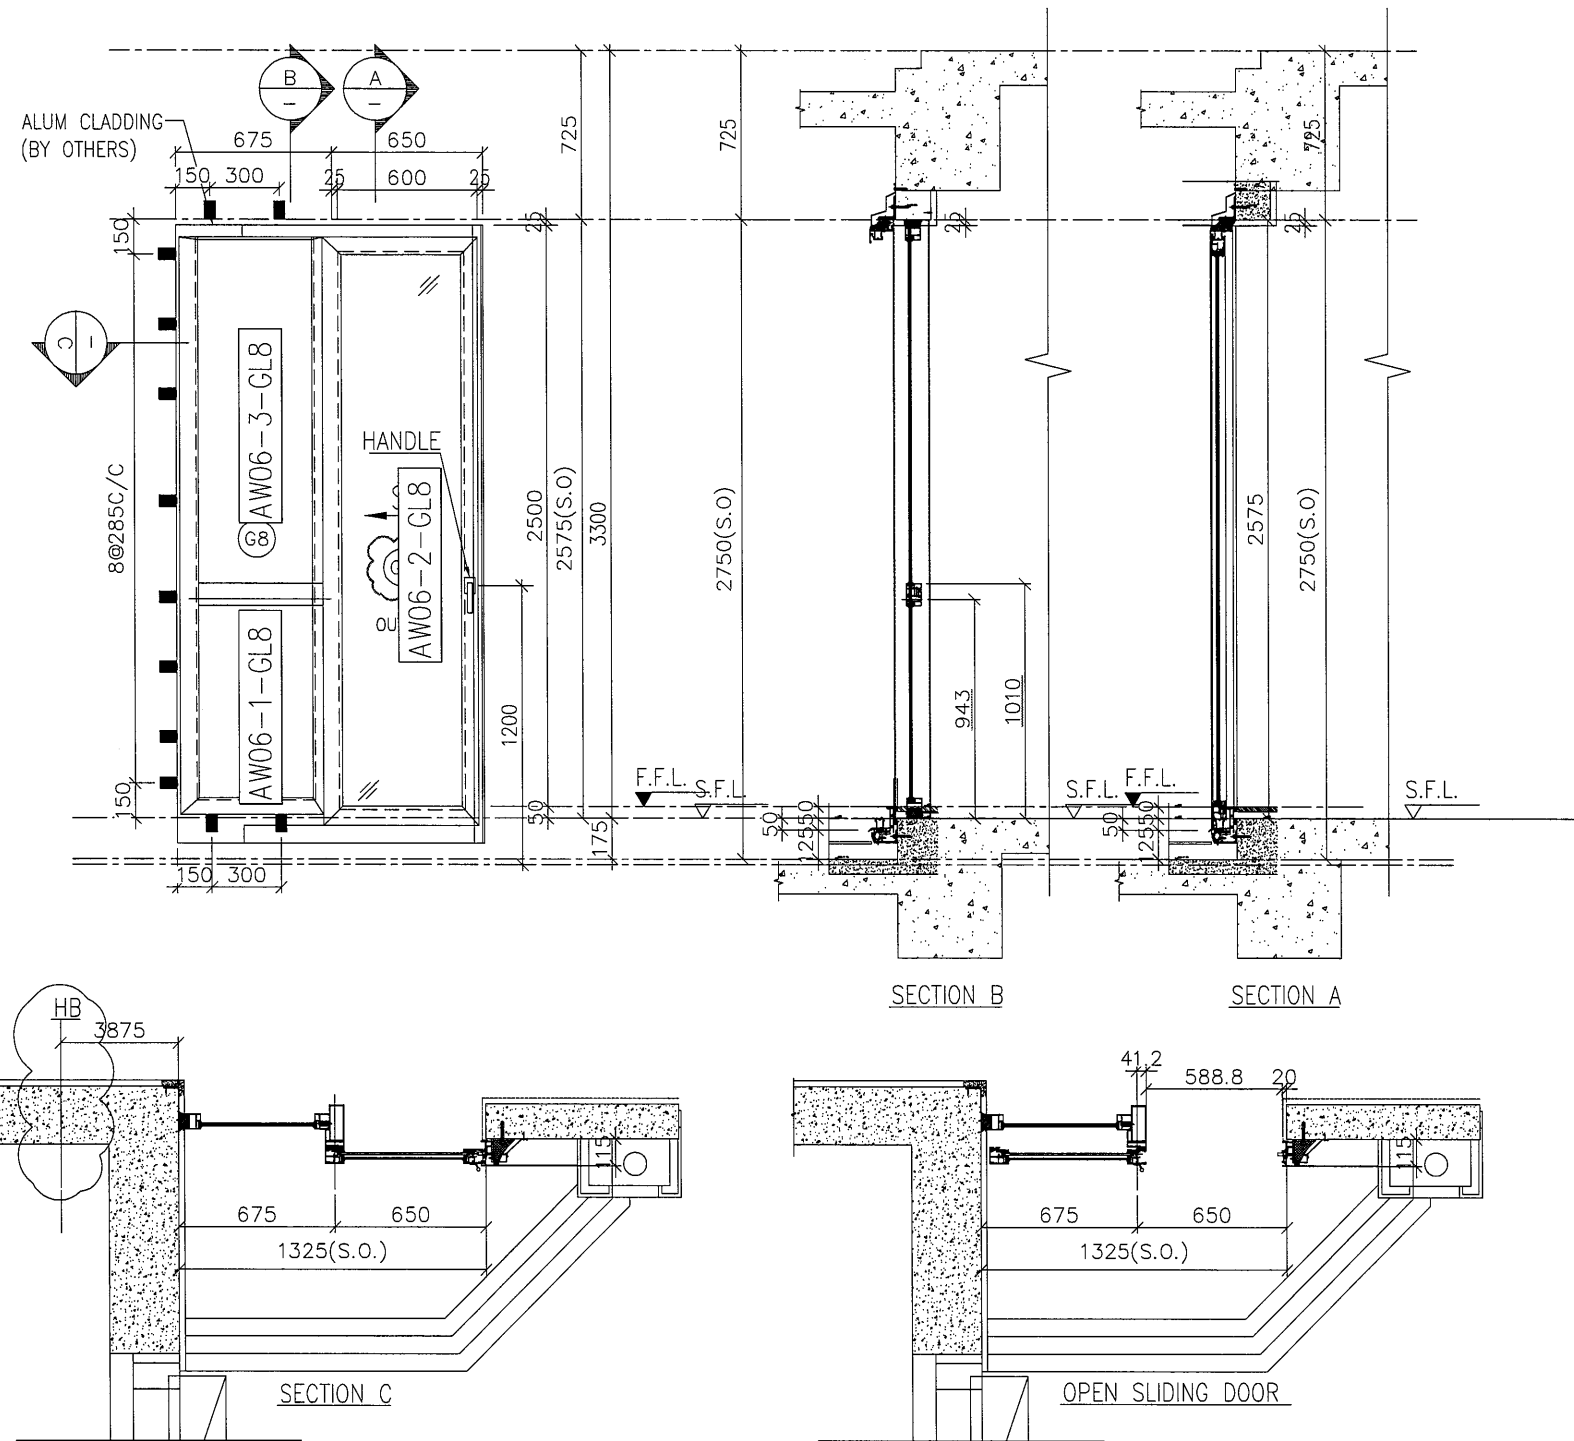 B
A
–
–
ALUM CLADDING
(BY OTHERS)
675
650
150
300
25
600
25
725
725
725
150
25
25
25
C
–
AW06-3-GL8
G8
HANDLE
AW06-2-GL8
8@285C/C
AW06-1-GL8
2500
2575(S.O)
3300
2750(S.O)
2575
2750(S.O)
1200
943
1010
150
50
175
F.F.L.
S.F.L.
50
50
125
S.F.L.
F.F.L.
50
50
125
S.F.L.
150
300
SECTION B
SECTION A
HB
3875
115
675
650
1325(S.O.)
SECTION C
41.2
588.8
20
115
675
650
1325(S.O.)
OPEN SLIDING DOOR